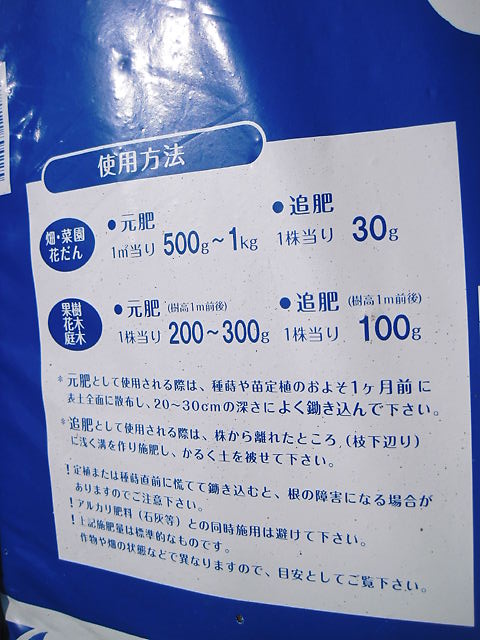 使用方法
畑・菜園
花だん
●元肥
1㎡当り 500g~1kg
●追肥
1株当り 30g
果樹
花木
庭木
●元肥(樹高1m前後)
1株当り 200~300g
●追肥(樹高1m前後)
1株当り 100g
*元肥として使用される際は、種蒔や苗定植のおよそ1ヶ月前に
表土全面に散布し、20~30cmの深さによく鋤き込んで下さい。
*追肥として使用される際は、株から離れたところ(枝下辺り)
に浅く溝を作り施肥し、かるく土を被せて下さい。
!定植または種蒔直前に慌てて鋤き込むと、根の障害になる場合が
ありますのでご注意下さい。
!アルカリ肥料(石灰等)との同時施用は避けて下さい。
!上記施肥量は標準的なものです。
作物や畑の状態などで異なりますので、目安としてご覧下さい。